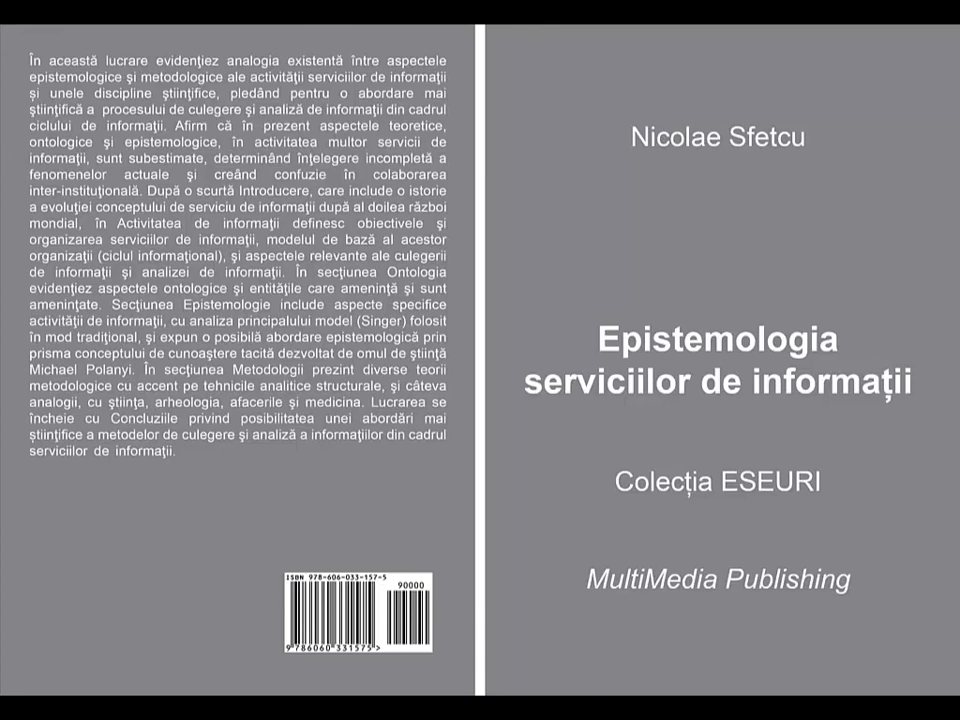 În această lucrare evidenţiez analogia existentă între aspectele
epistemologice şi metodologice ale activităţii serviciilor de informaţii
și unele discipline ştiinţifice, pledând pentru o abordare mai
ştiinţifică a procesului de culegere şi analiză de informaţii din cadrul
ciclului de informaţii. Afirm că în prezent aspectele teoretice,
ontologice şi epistemologice, în activitatea multor servicii de
informaţii, sunt subestimate, determinând înţelegere incompletă a
fenomenelor actuale şi creând confuzie în colaborarea
inter-instituţională. După o scurtă Introducere, care include o istorie
a evoluţiei conceptului de serviciu de informaţii după al doilea război
mondial, în Activitatea de informaţii definesc obiectivele şi
organizarea serviciilor de informaţii, modelul de bază al acestor
organizaţii (ciclul informaţional), şi aspectele relevante ale culegerii
de informaţii şi analizei de informaţii. În secţiunea Ontologia
evidenţiez aspectele ontologice şi entităţile care ameninţă şi sunt
ameninţate. Secţiunea Epistemologie include aspecte specifice
activităţii de informaţii, cu analiza principalului model (Singer) folosit
în mod tradiţional, şi expun o posibilă abordare epistemologică prin
prisma conceptului de cunoaştere tacită dezvoltat de omul de ştiinţă
Michael Polanyi. În secţiunea Metodologii prezint diverse teorii
metodologice cu accent pe tehnicile analitice structurale, şi câteva
analogii, cu ştiinţa, arheologia, afacerile şi medicina. Lucrarea se
încheie cu Concluziile privind posibilitatea unei abordări mai
știinţifice a metodelor de culegere şi analiză a informaţiilor din cadrul
serviciilor de informaţii.
ISBN 978-606-033-157-5
90000
9 786060 331575 >
Nicolae Sfetcu
Epistemologia
serviciilor de informații
Colecția ESEURI
MultiMedia Publishing